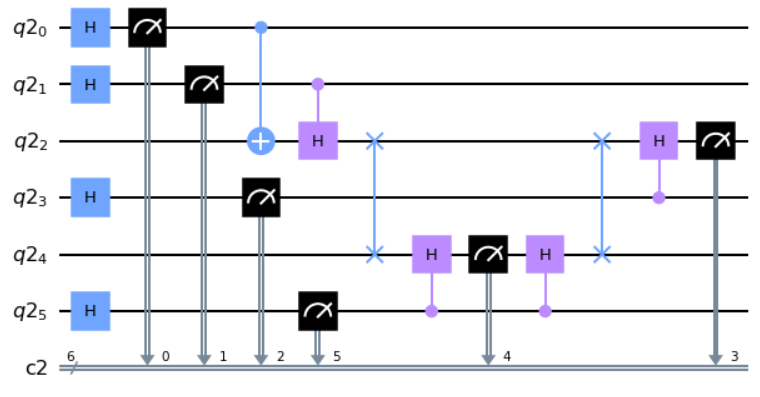 q2₀ H
q2₁ H
q2₂ H H
q2₃ H
q2₄ H H
q2₅ H
c2 6 0 1 2 5 4 3